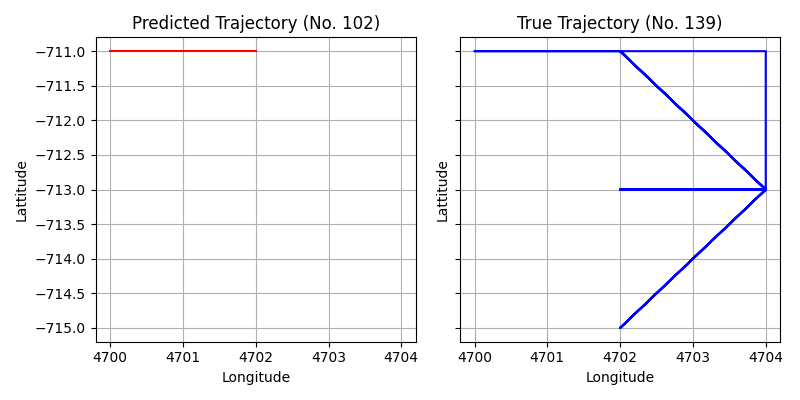 Predicted Trajectory (No. 102)
True Trajectory (No. 139)
−711.0
−711.5
−712.0
−712.5
−713.0
−713.5
−714.0
−714.5
−715.0
Lattitude
Lattitude
4700 4701 4702 4703 4704
4700 4701 4702 4703 4704
Longitude
Longitude